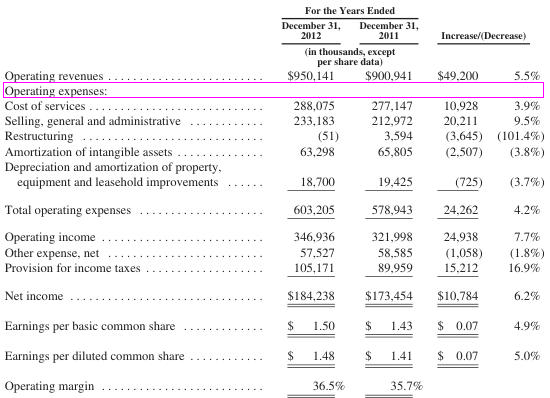 For the Years Ended
December 31, December 31,
2012 2011 Increase/(Decrease)
(in thousands, except
per share data)
Operating revenues . . . . . . . . . . . . . . . . . . . . . . . . . . $950,141 $900,941 $49,200 5.5%
Operating expenses:
Cost of services . . . . . . . . . . . . . . . . . . . . . . . . . . . . . 288,075 277,147 10,928 3.9%
Selling, general and administrative . . . . . . . . . . . . 233,183 212,972 20,211 9.5%
Restructuring . . . . . . . . . . . . . . . . . . . . . . . . . . . . . . (51) 3,594 (3,645) (101.4%)
Amortization of intangible assets . . . . . . . . . . . . . . 63,298 65,805 (2,507) (3.8%)
Depreciation and amortization of property,
equipment and leasehold improvements . . . . . . 18,700 19,425 (725) (3.7%)
Total operating expenses . . . . . . . . . . . . . . . . . . . . 603,205 578,943 24,262 4.2%
Operating income . . . . . . . . . . . . . . . . . . . . . . . . . . 346,936 321,998 24,938 7.7%
Other expense, net . . . . . . . . . . . . . . . . . . . . . . . . . 57,527 58,585 (1,058) (1.8%)
Provision for income taxes . . . . . . . . . . . . . . . . . . . 105,171 89,959 15,212 16.9%
Net income . . . . . . . . . . . . . . . . . . . . . . . . . . . . . . . $184,238 $173,454 $10,784 6.2%
Earnings per basic common share . . . . . . . . . . . . . $ 1.50 $ 1.43 $ 0.07 4.9%
Earnings per diluted common share . . . . . . . . . . . . $ 1.48 $ 1.41 $ 0.07 5.0%
Operating margin . . . . . . . . . . . . . . . . . . . . . . . . . . 36.5% 35.7%